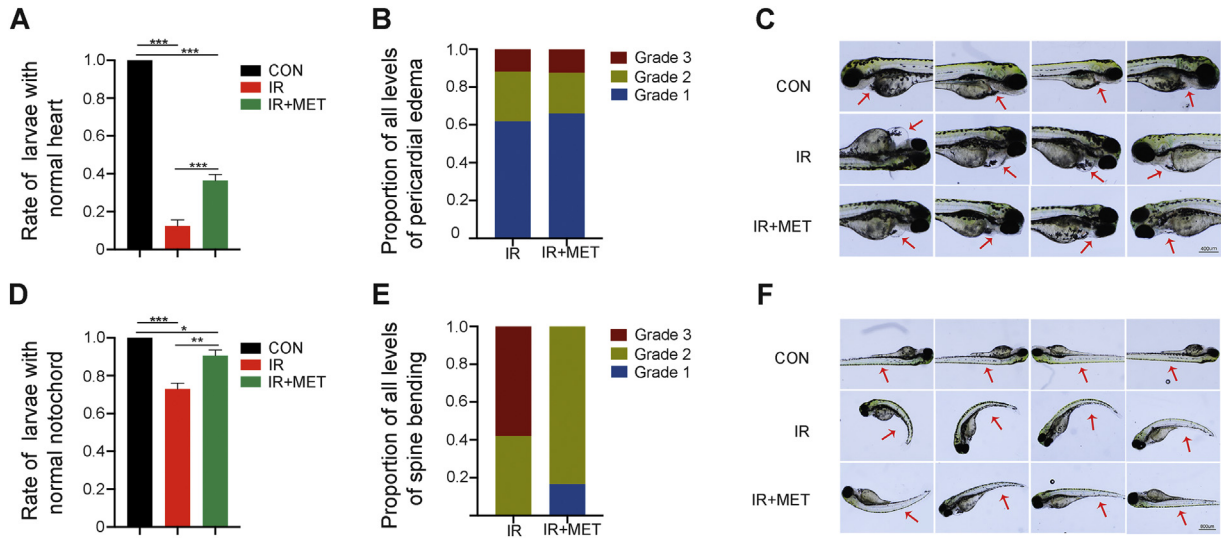 A
Rate of larvae with
normal heart
1.0
0.8
0.6
0.4
0.2
0
***
***
***
CON
IR
IR+MET
B
Proportion of all levels
of pericardial edema
1.0
0.8
0.6
0.4
0.2
0
IR
IR+MET
Grade 3
Grade 2
Grade 1
C
CON
IR
IR+MET
400um
D
Rate of larvae with
normal notochord
1.0
0.8
0.6
0.4
0.2
***
*
**
CON
IR
IR+MET
E
Proportion of all levels
of spine bending
1.0
0.8
0.6
0.4
0.2
IR
IR+MET
Grade 3
Grade 2
Grade 1
F
CON
IR
IR+MET
800um